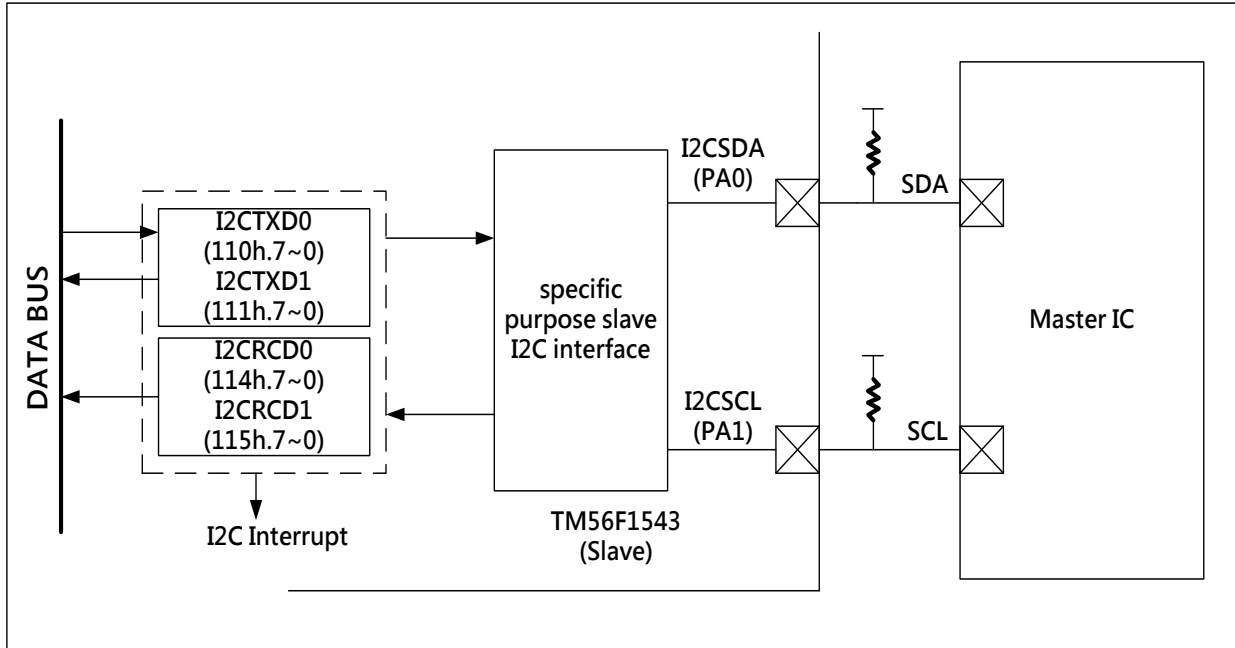 DATA BUS
I2CTXD0
(110h.7~0)
I2CTXD1
(111h.7~0)
I2CRCD0
(114h.7~0)
I2CRCD1
(115h.7~0)
I2C Interrupt
specific
purpose slave
I2C interface
TM56F1543
(Slave)
I2CSDA
(PA0)
I2CSCL
(PA1)
SDA
SCL
Master IC